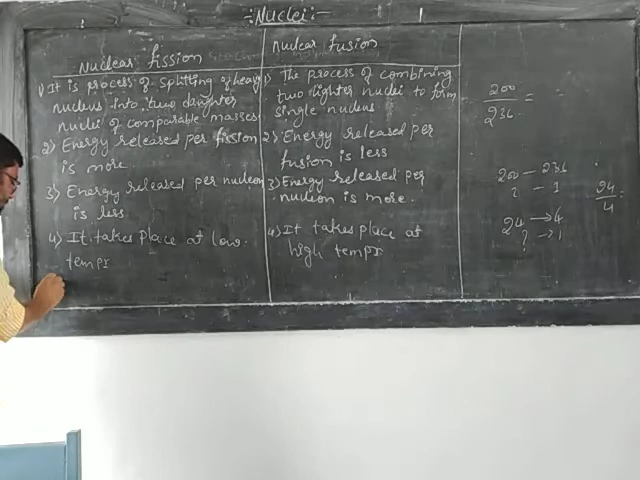 :Nuclei:-
Nuclear fission
1) It is process of splitting of heavy
nucleus into two daughter
nuclei of comparable masses
2) Energy released per fission
is more
3) Energy released per nucleon
is less
4) It takes place at low
tempr
nuclear fusion
1) The process of combining
two lighter nuclei to form
single nucleus
2) Energy released per
fusion is less
3) Energy released per
nucleon is more.
4) It takes place at
high tempr
200
236 =
200 - 236
? - 1
24 → 4
? → 1
24
4 =